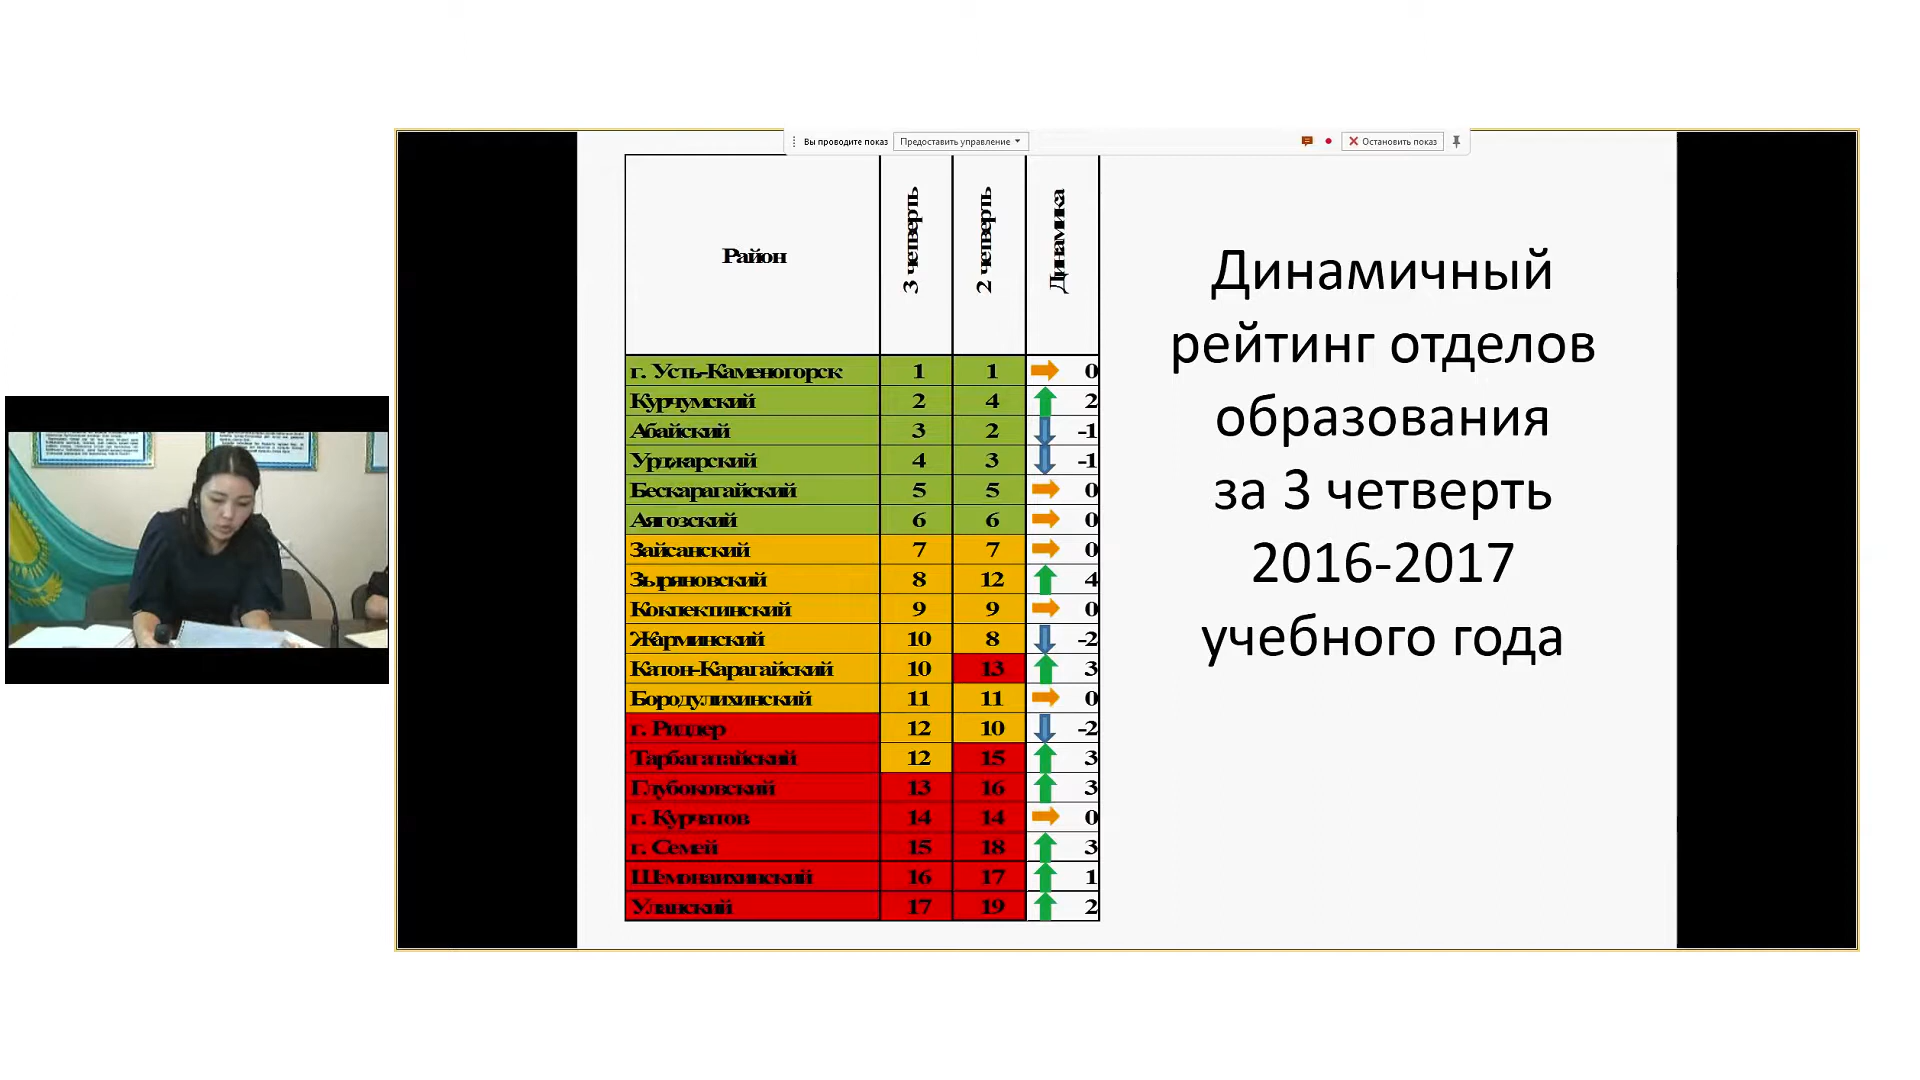 Вы проводите показ Предоставить управление Остановить показ
Район 3 четверть 2 четверть Динамика
г. Усть-Каменогорск 1 1 0
Курчумский 2 4 2
Абайский 3 2 -1
Урджарский 4 3 -1
Бескарагайский 5 5 0
Аягозский 6 6 0
Зайсанский 7 7 0
Зыряновский 8 12 4
Кокпектинский 9 9 0
Жарминский 10 8 -2
Катон-Карагайский 10 13 3
Бородулихинский 11 11 0
г. Риддер 12 10 -2
Тарбагатайский 12 15 3
Глубоковский 13 16 3
г. Курчатов 14 14 0
г. Семей 15 18 3
Шемонаихинский 16 17 1
Уланский 17 19 2
Динамичный
рейтинг отделов
образования
за 3 четверть
2016-2017
учебного года